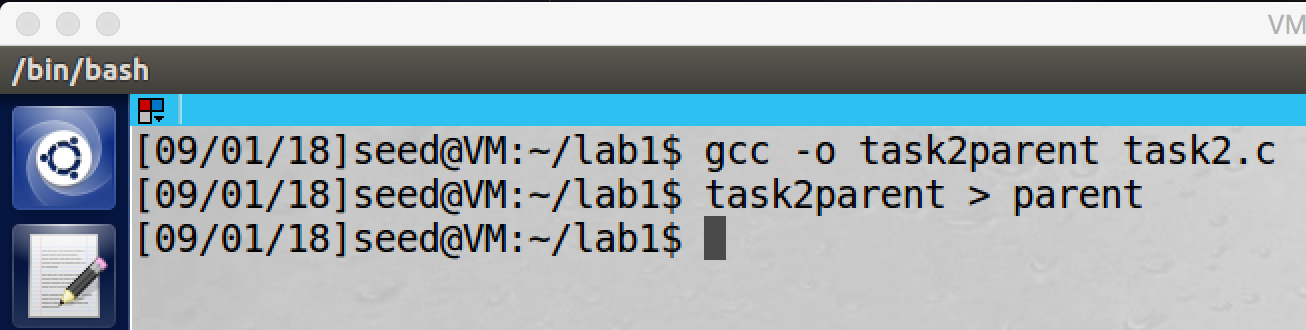 VM
/bin/bash
[09/01/18]seed@VM:~/lab1$ gcc -o task2parent task2.c
[09/01/18]seed@VM:~/lab1$ task2parent > parent
[09/01/18]seed@VM:~/lab1$